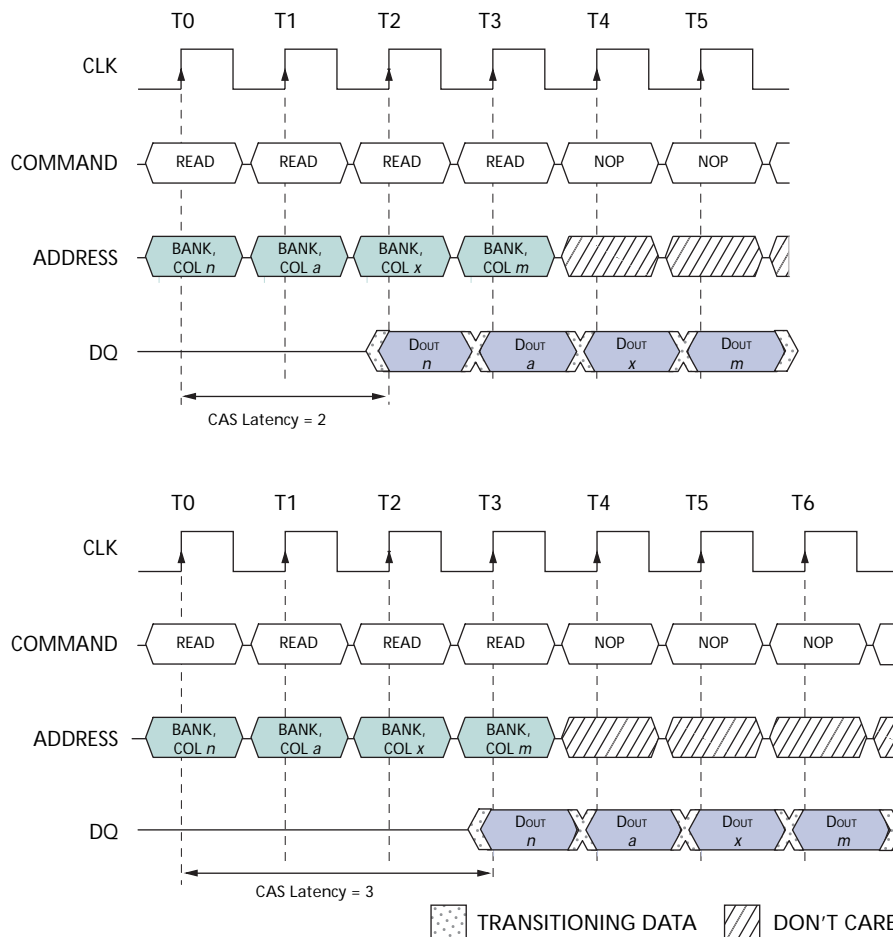 T0 T1 T2 T3 T4 T5
CLK
COMMAND READ READ READ READ NOP NOP
ADDRESS BANK, COL n BANK, COL a BANK, COL x BANK, COL m
DQ DOUT n DOUT a DOUT x DOUT m
CAS Latency = 2
T0 T1 T2 T3 T4 T5 T6
CLK
COMMAND READ READ READ READ NOP NOP NOP
ADDRESS BANK, COL n BANK, COL a BANK, COL x BANK, COL m
DQ DOUT n DOUT a DOUT x DOUT m
CAS Latency = 3
TRANSITIONING DATA DON'T CARE